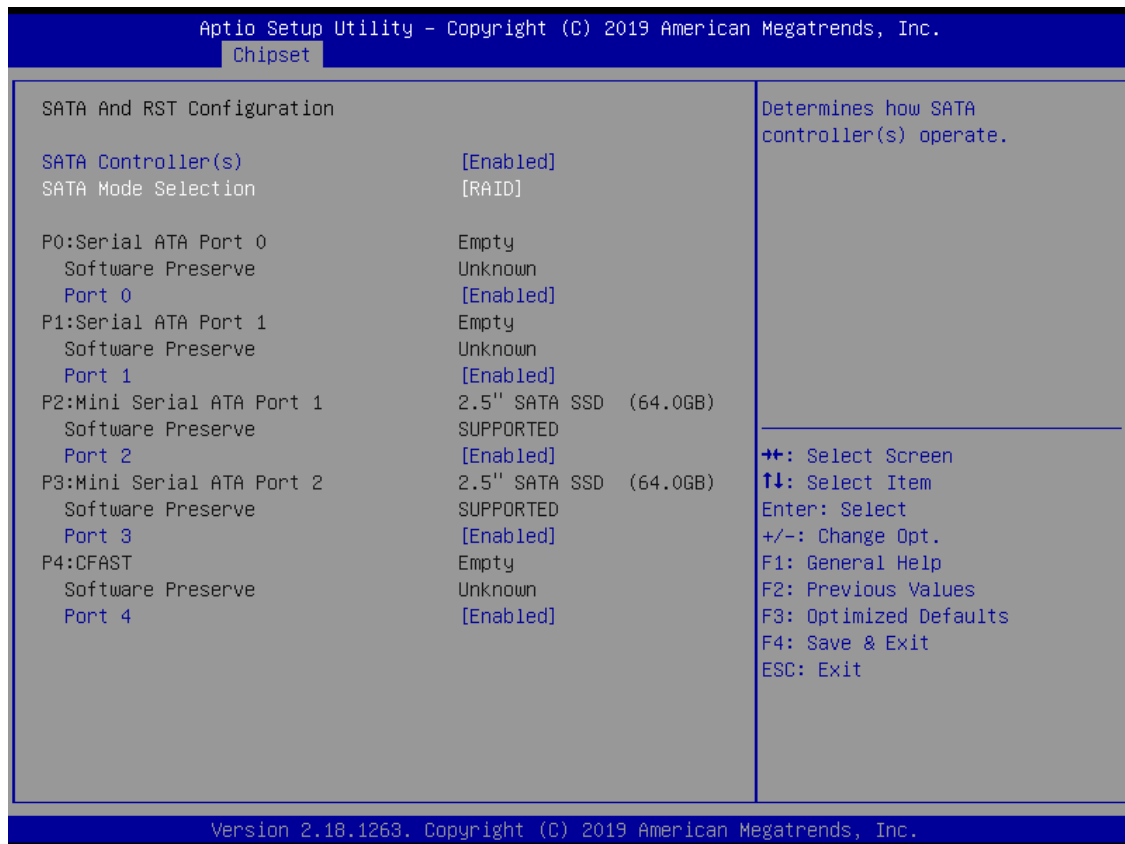 Aptio Setup Utility – Copyright (C) 2019 American Megatrends, Inc.
Chipset
SATA And RST Configuration
SATA Controller(s) [Enabled]
SATA Mode Selection [RAID]
P0:Serial ATA Port 0 Empty
Software Preserve Unknown
Port 0 [Enabled]
P1:Serial ATA Port 1 Empty
Software Preserve Unknown
Port 1 [Enabled]
P2:Mini Serial ATA Port 1 2.5" SATA SSD (64.0GB)
Software Preserve SUPPORTED
Port 2 [Enabled]
P3:Mini Serial ATA Port 2 2.5" SATA SSD (64.0GB)
Software Preserve SUPPORTED
Port 3 [Enabled]
P4:CFAST Empty
Software Preserve Unknown
Port 4 [Enabled]
Determines how SATA
controller(s) operate.
→←: Select Screen
↑↓: Select Item
Enter: Select
+/-: Change Opt.
F1: General Help
F2: Previous Values
F3: Optimized Defaults
F4: Save & Exit
ESC: Exit
Version 2.18.1263. Copyright (C) 2019 American Megatrends, Inc.